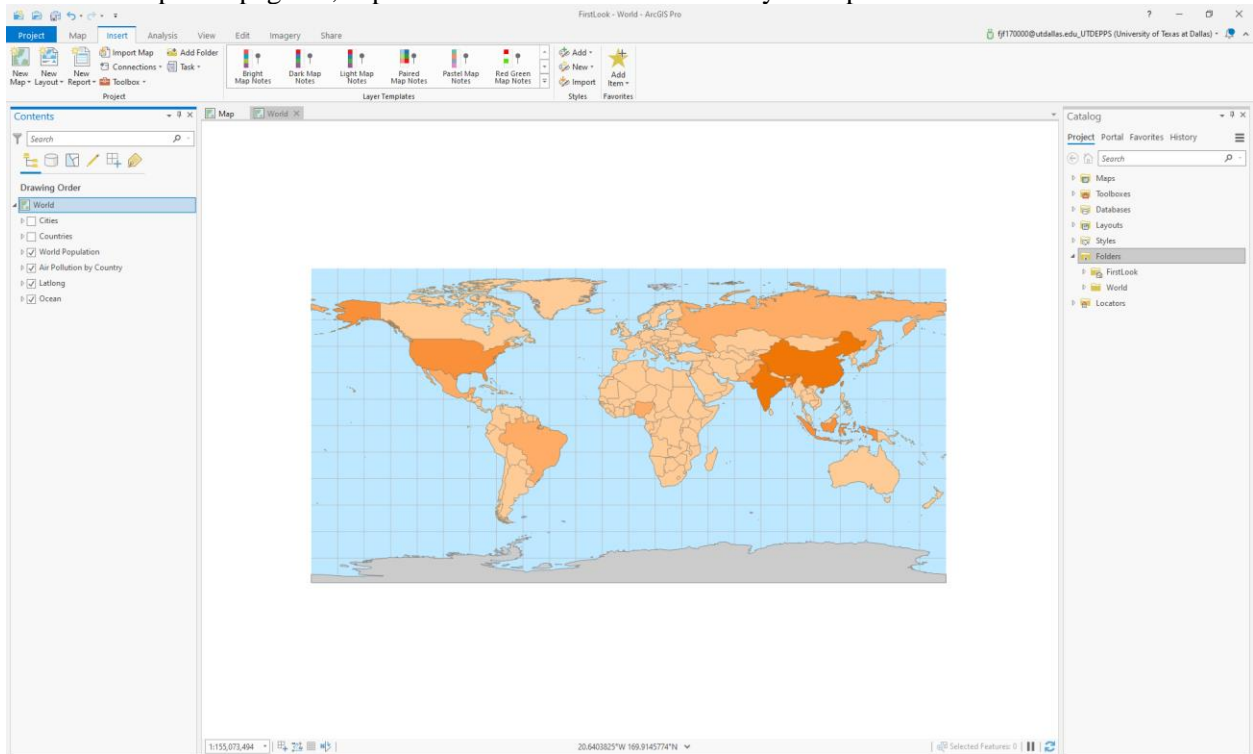 FirstLook - World - ArcGIS Pro
?
Project Map Insert Analysis View Edit Imagery Share
fjf170000@utdallas.edu_UTDEPPS (University of Texas at Dallas)
New Map
New Layout
New Report
Import Map
Connections
Toolbox
Add Folder
Task
Project
Bright Map Notes
Dark Map Notes
Light Map Notes
Paired Map Notes
Pastel Map Notes
Red Green Map Notes
Layer Templates
Add
New
Import
Styles
Add Item
Favorites
Contents
Search
Drawing Order
World
Cities
Countries
World Population
Air Pollution by Country
Latlong
Ocean
Map World
Catalog
Project Portal Favorites History
Search
Maps
Toolboxes
Databases
Layouts
Styles
Folders
FirstLook
World
Locators
1:155,073,494
20.6403825°W 169.9145774°N
Selected Features: 0